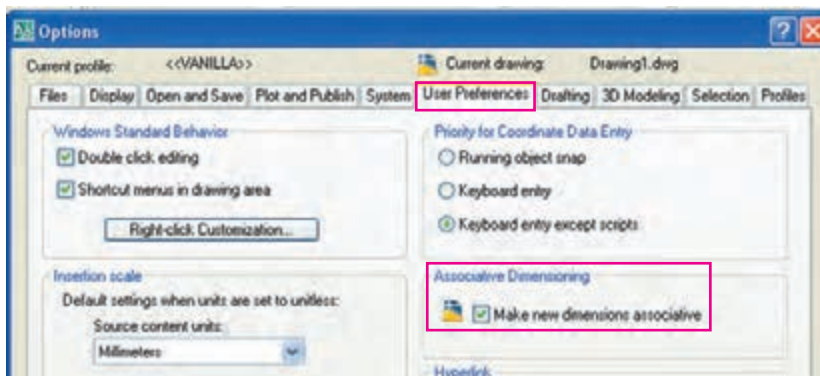 Options
Current profile: <<VANILLA>> Current drawing: Drawing1.dwg
Files Display Open and Save Plot and Publish System User Preferences Drafting 3D Modeling Selection Profiles
Windows Standard Behavior
Double click editing
Shortcut menus in drawing area
Right-click Customization...
Insertion scale
Default settings when units are set to unitless:
Source content units:
Millimeters
Priority for Coordinate Data Entry
Running object snap
Keyboard entry
Keyboard entry except scripts
Associative Dimensioning
Make new dimensions associative
Hyperlink